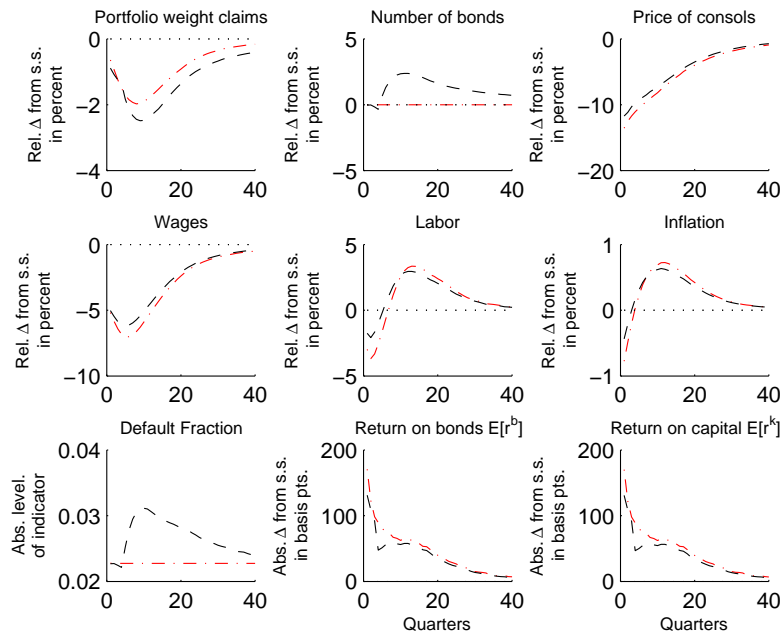 Portfolio weight claims
Number of bonds
Price of consols
Rel. Δ from s.s.
in percent
0
−2
−4
0 20 40
Rel. Δ from s.s.
in percent
5
0
−5
0 20 40
Rel. Δ from s.s.
in percent
0
−10
−20
0 20 40
Wages
Labor
Inflation
Rel. Δ from s.s.
in percent
0
−5
−10
0 20 40
Rel. Δ from s.s.
in percent
5
0
−5
0 20 40
Rel. Δ from s.s.
in percent
1
0
−1
0 20 40
Default Fraction
Return on bonds E[r^b]
Return on capital E[r^k]
Abs. level.
of indicator
0.04
0.03
0.02
0 20 40
Abs. Δ from s.s.
in basis pts.
200
100
0
0 20 40
Quarters
Abs. Δ from s.s.
in basis pts.
200
100
0
0 20 40
Quarters